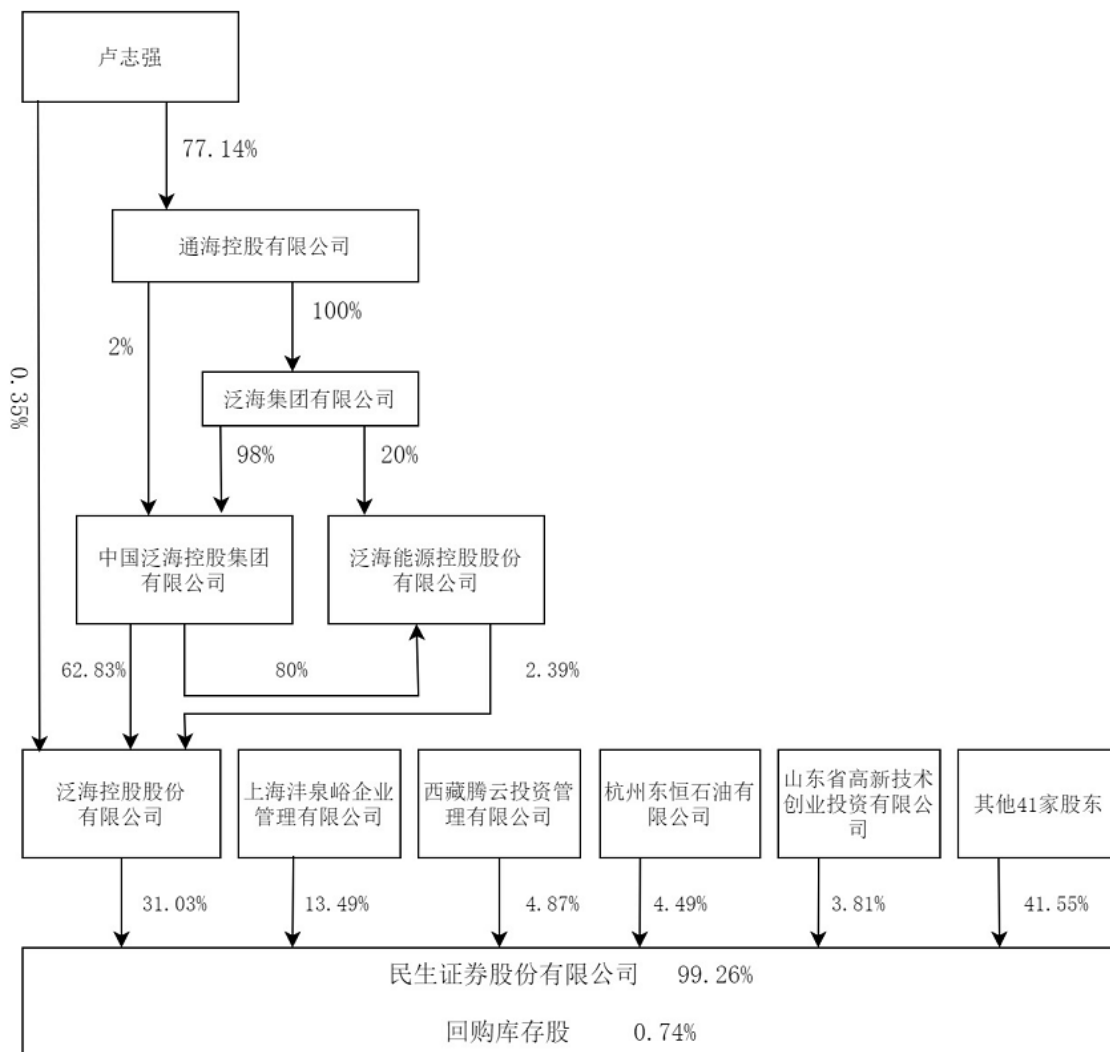 卢志强
77.14%
通海控股有限公司
100%
2%
0.35%
泛海集团有限公司
98%
20%
中国泛海控股集团
有限公司
泛海能源控股股份
有限公司
62.83%
80%
2.39%
泛海控股股份
有限公司
上海沣泉峪企业
管理有限公司
西藏腾云投资管
理有限公司
杭州东恒石油有
限公司
山东省高新技术
创业投资有限公
司
其他41家股东
31.03%
13.49%
4.87%
4.49%
3.81%
41.55%
民生证券股份有限公司 99.26%
回购库存股 0.74%